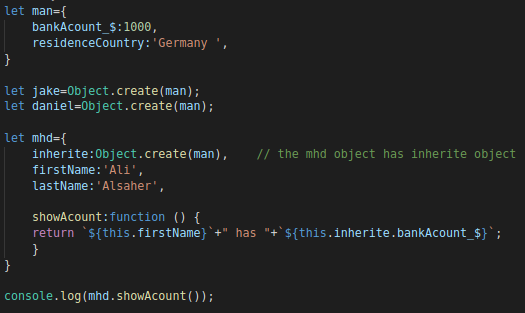 let man={
    bankAcount_$:1000,
    residenceCountry:'Germany ',
}

let jake=Object.create(man);
let daniel=Object.create(man);

let mhd={
    inherite:Object.create(man),    // the mhd object has inherite object
    firstName:'Ali',
    lastName:'Alsaher',

    showAcount:function () {
    return `${this.firstName}`+" has "+`${this.inherite.bankAcount_$}`;
    }
}

console.log(mhd.showAcount());